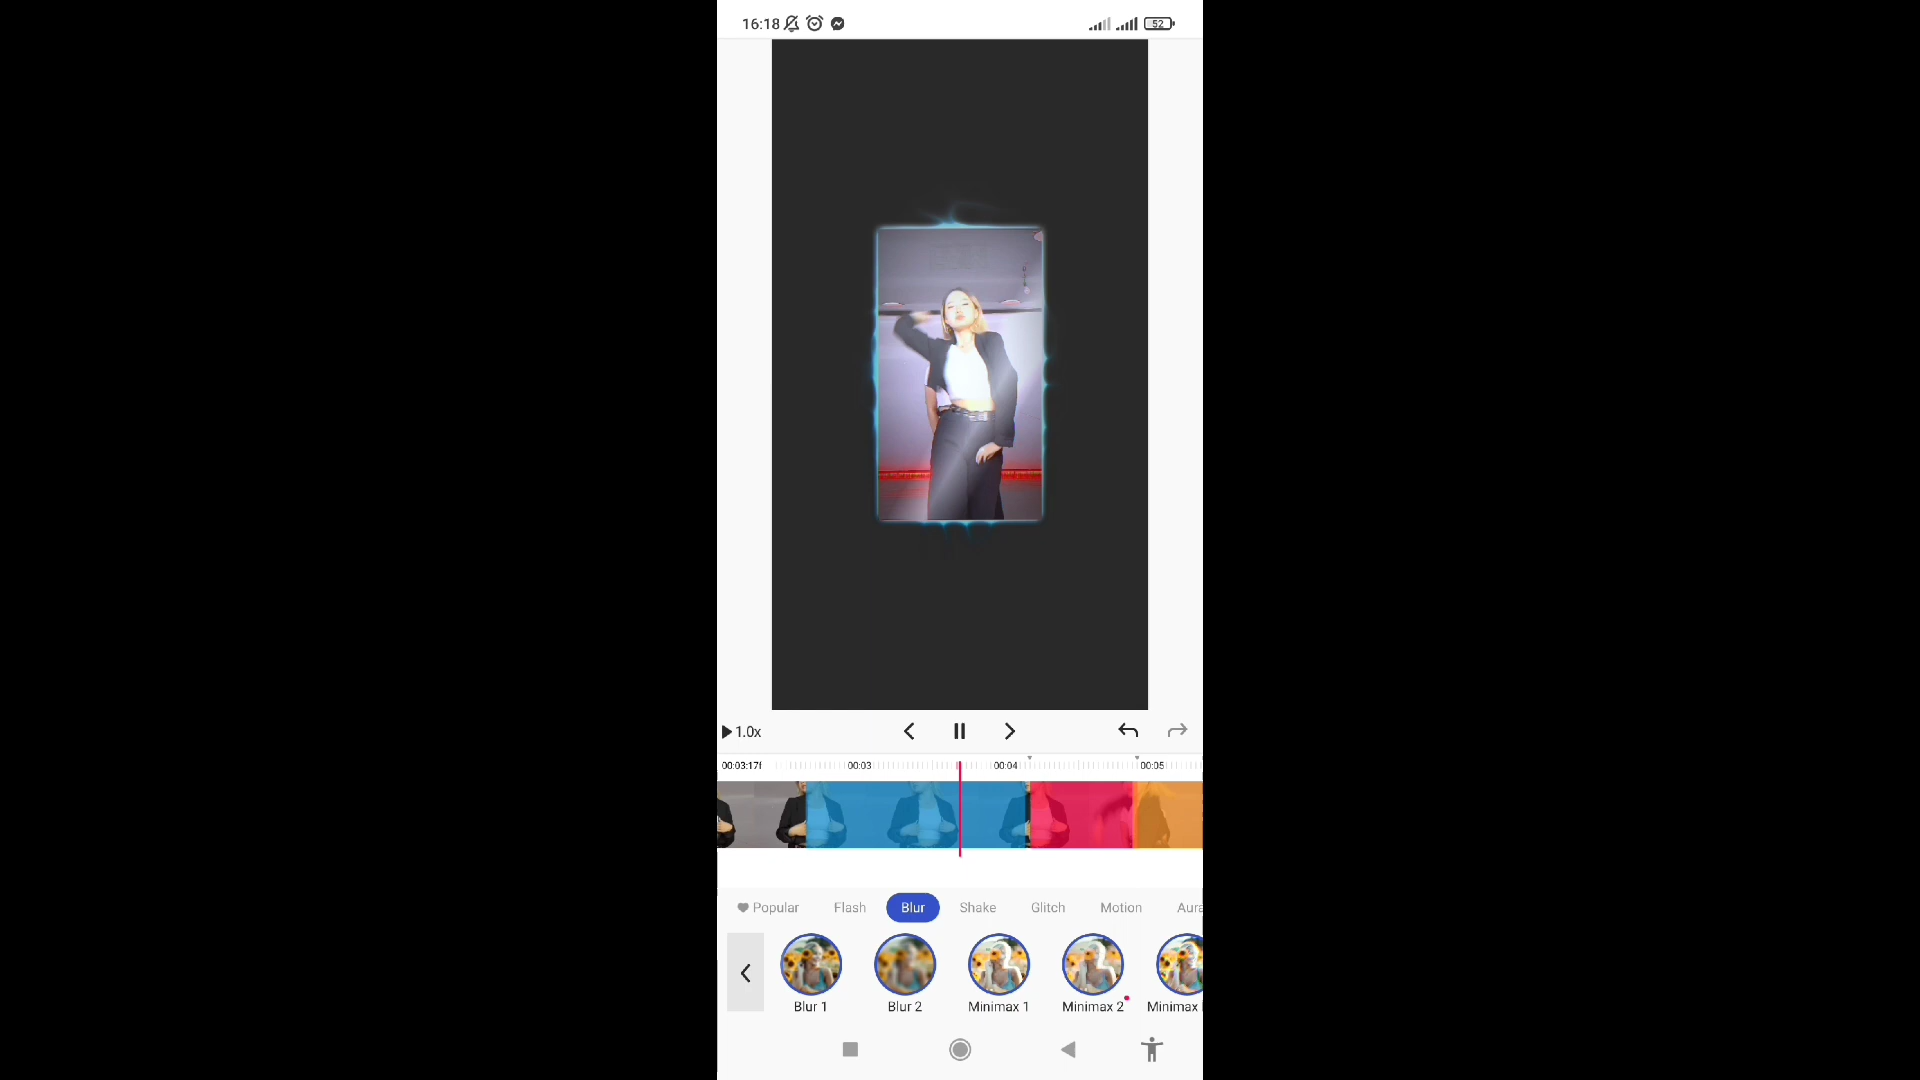 16:18 52
1.0x
00:03:17f 00:03 00:04 00:05
Popular Flash Blur Shake Glitch Motion Aura
Blur 1 Blur 2 Minimax 1 Minimax 2 Minimax